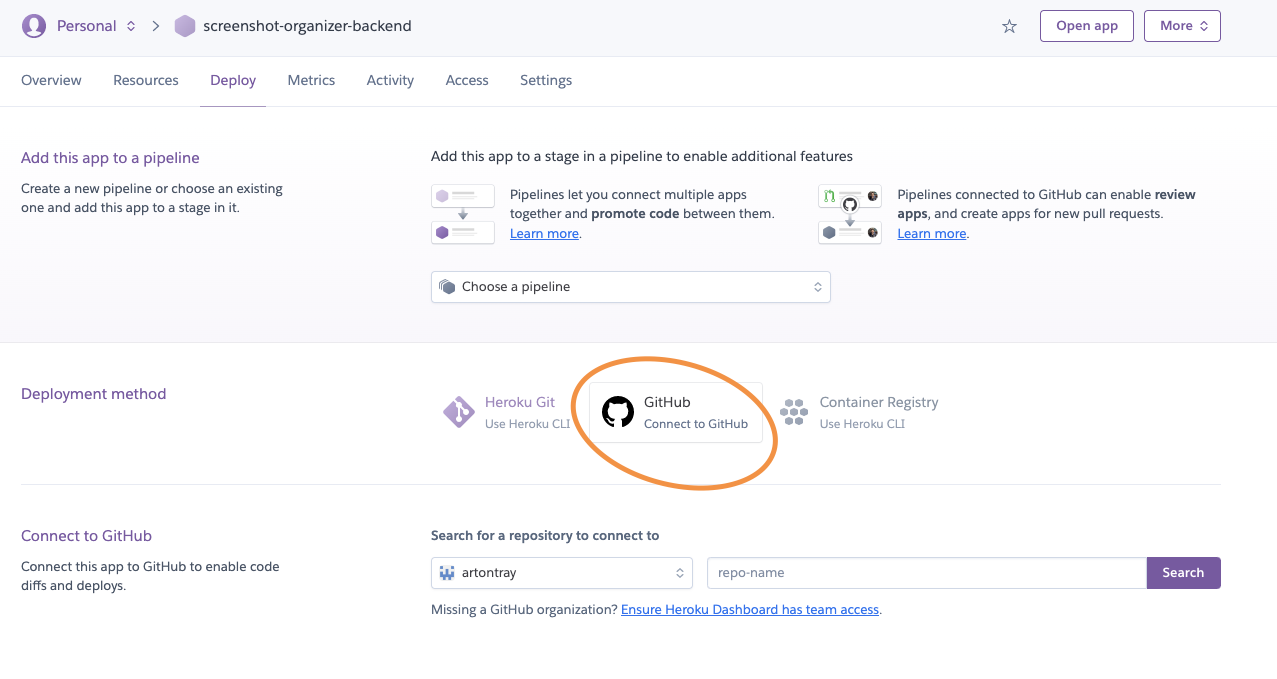 Personal > screenshot-organizer-backend Open app More
Overview Resources Deploy Metrics Activity Access Settings
Add this app to a pipeline
Create a new pipeline or choose an existing
one and add this app to a stage in it.
Add this app to a stage in a pipeline to enable additional features
Pipelines let you connect multiple apps
together and promote code between them.
Learn more.
Pipelines connected to GitHub can enable review
apps, and create apps for new pull requests.
Learn more.
Choose a pipeline
Deployment method
Heroku Git
Use Heroku CLI
GitHub
Connect to GitHub
Container Registry
Use Heroku CLI
Connect to GitHub
Connect this app to GitHub to enable code
diffs and deploys.
Search for a repository to connect to
artontray repo-name Search
Missing a GitHub organization? Ensure Heroku Dashboard has team access.